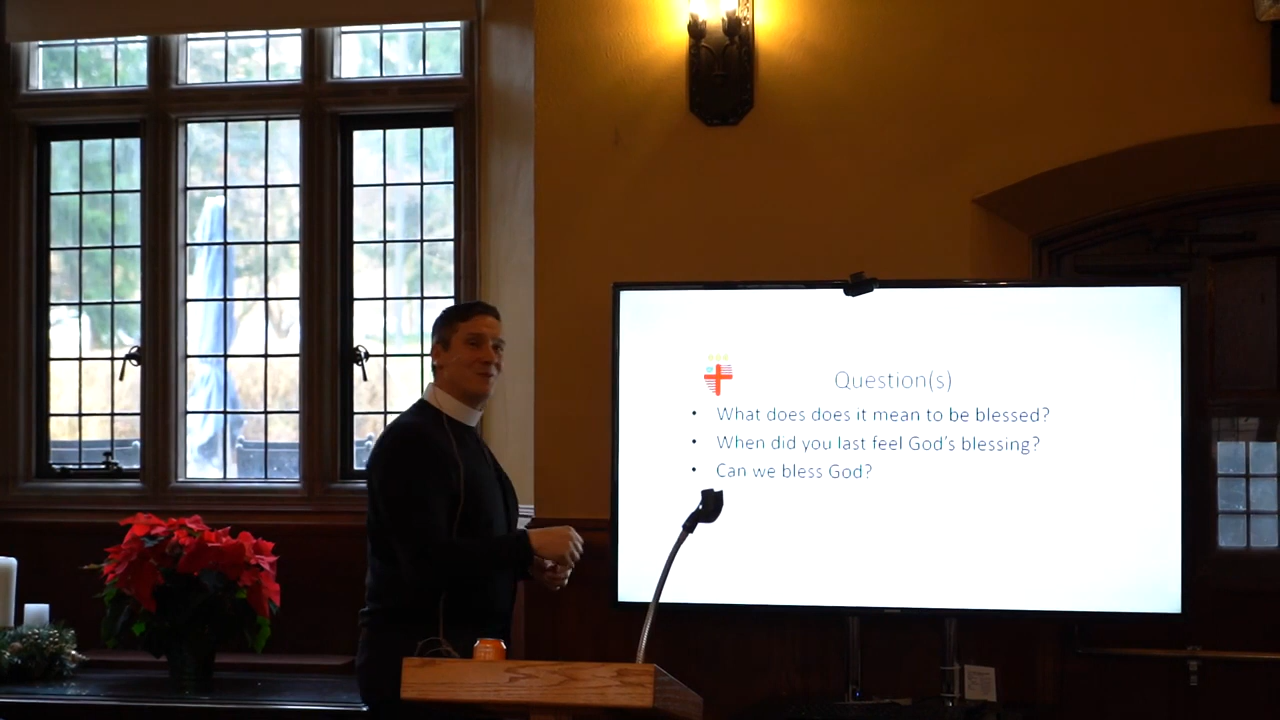 Question(s)
• What does does it mean to be blessed?
• When did you last feel God's blessing?
• Can we bless God?